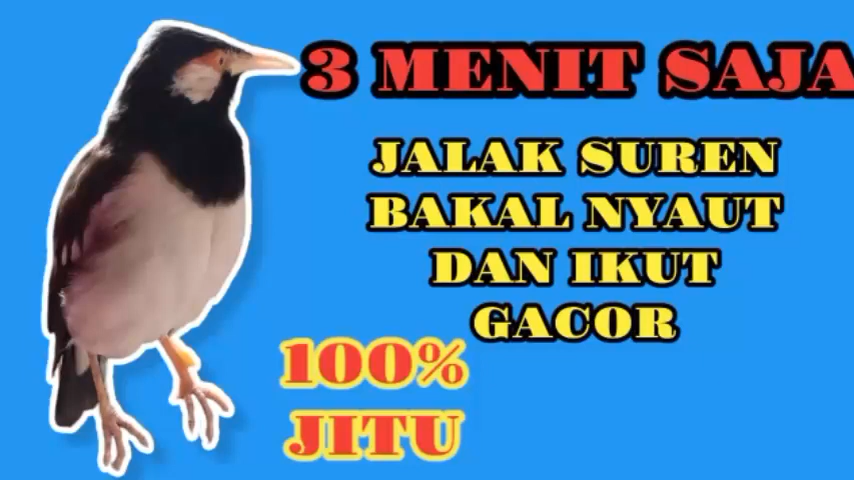 3 MENIT SAJA
JALAK SUREN
BAKAL NYAUT
DAN IKUT
GACOR
100%
JITU